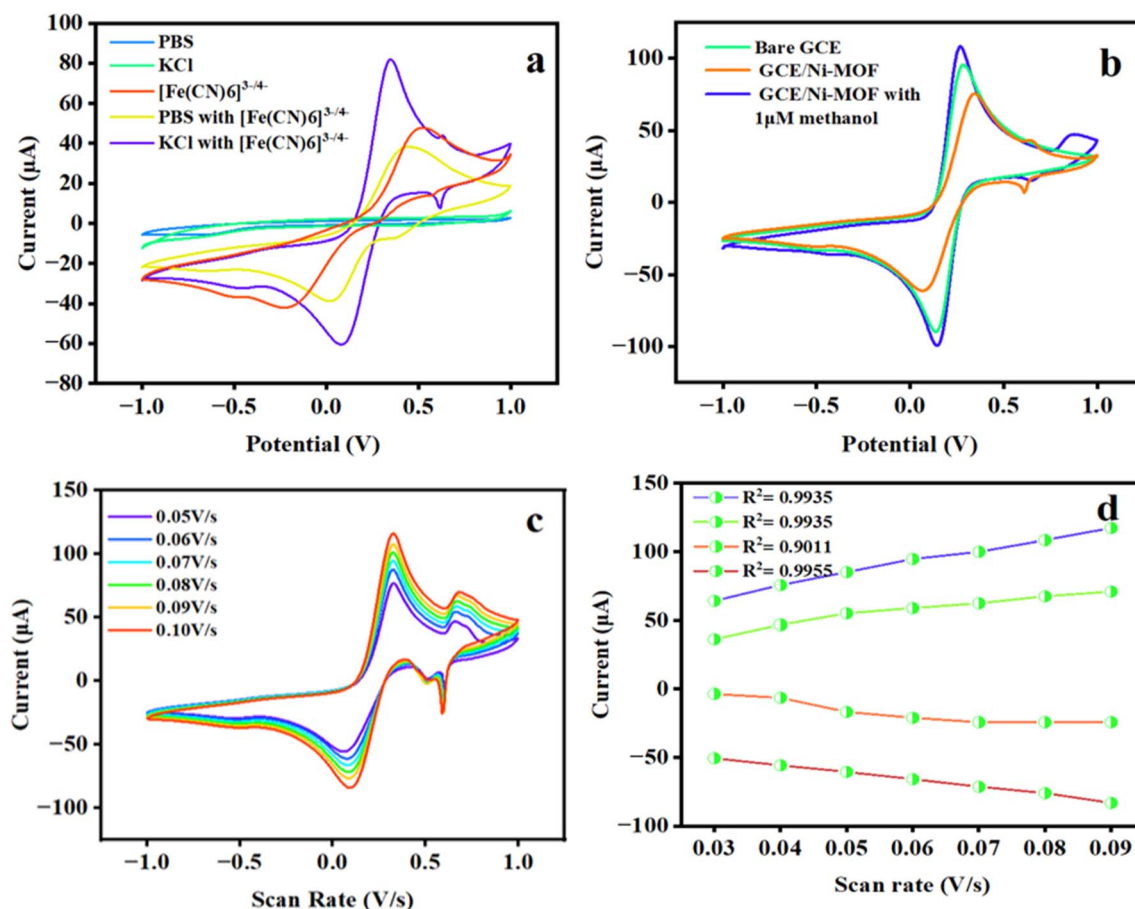 a
PBS
KCl
[Fe(CN)6]³⁻/⁴⁻
PBS with [Fe(CN)6]³⁻/⁴⁻
KCl with [Fe(CN)6]³⁻/⁴⁻
100
80
60
40
20
0
−20
−40
−60
−80
Current (μA)
−1.0 −0.5 0.0 0.5 1.0
Potential (V)
b
Bare GCE
GCE/Ni-MOF
GCE/Ni-MOF with
1μM methanol
100
50
0
−50
−100
Current (μA)
−1.0 −0.5 0.0 0.5 1.0
Potential (V)
c
0.05V/s
0.06V/s
0.07V/s
0.08V/s
0.09V/s
0.10V/s
150
100
50
0
−50
−100
Current (μA)
−1.0 −0.5 0.0 0.5 1.0
Scan Rate (V/s)
d
R²= 0.9935
R²= 0.9935
R²= 0.9011
R²= 0.9955
150
100
50
0
−50
−100
Current (μA)
0.03 0.04 0.05 0.06 0.07 0.08 0.09
Scan rate (V/s)